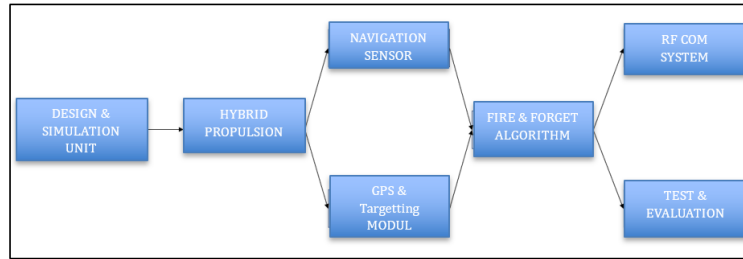 DESIGN &
SIMULATION
UNIT
HYBRID
PROPULSION
NAVIGATION
SENSOR
GPS &
Targetting
MODUL
FIRE & FORGET
ALGORITHM
RF COM
SYSTEM
TEST &
EVALUATION